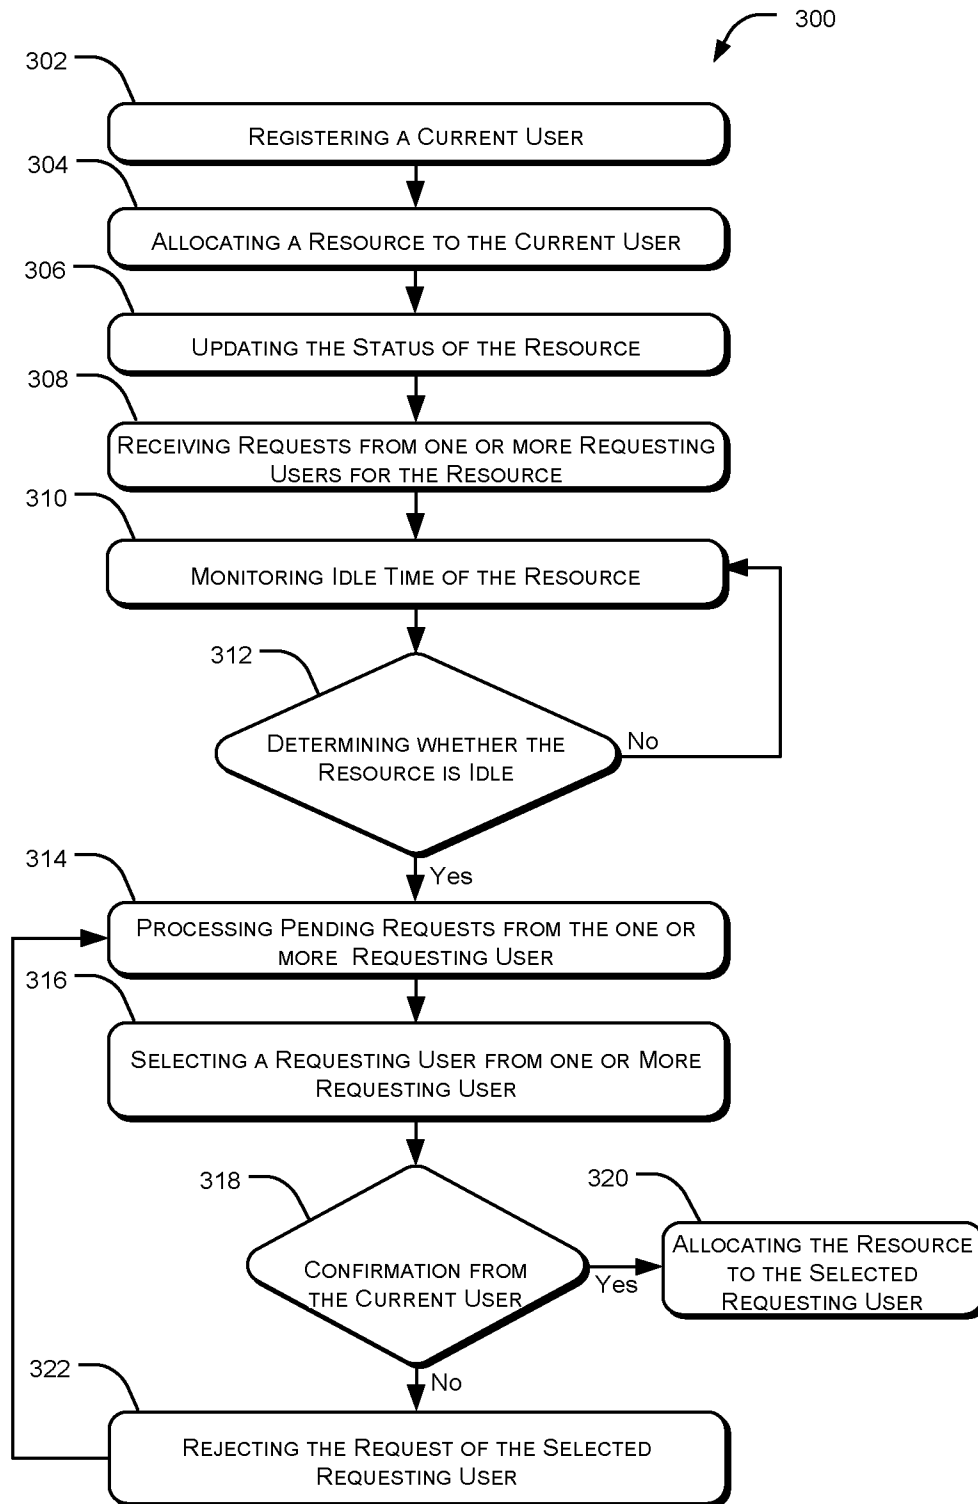 300
302
REGISTERING A CURRENT USER
304
ALLOCATING A RESOURCE TO THE CURRENT USER
306
UPDATING THE STATUS OF THE RESOURCE
308
RECEIVING REQUESTS FROM ONE OR MORE REQUESTING
USERS FOR THE RESOURCE
310
MONITORING IDLE TIME OF THE RESOURCE
312
DETERMINING WHETHER THE
RESOURCE IS IDLE
No
Yes
314
PROCESSING PENDING REQUESTS FROM THE ONE OR
MORE REQUESTING USER
316
SELECTING A REQUESTING USER FROM ONE OR MORE
REQUESTING USER
318
CONFIRMATION FROM
THE CURRENT USER
Yes
320
ALLOCATING THE RESOURCE
TO THE SELECTED
REQUESTING USER
No
322
REJECTING THE REQUEST OF THE SELECTED
REQUESTING USER